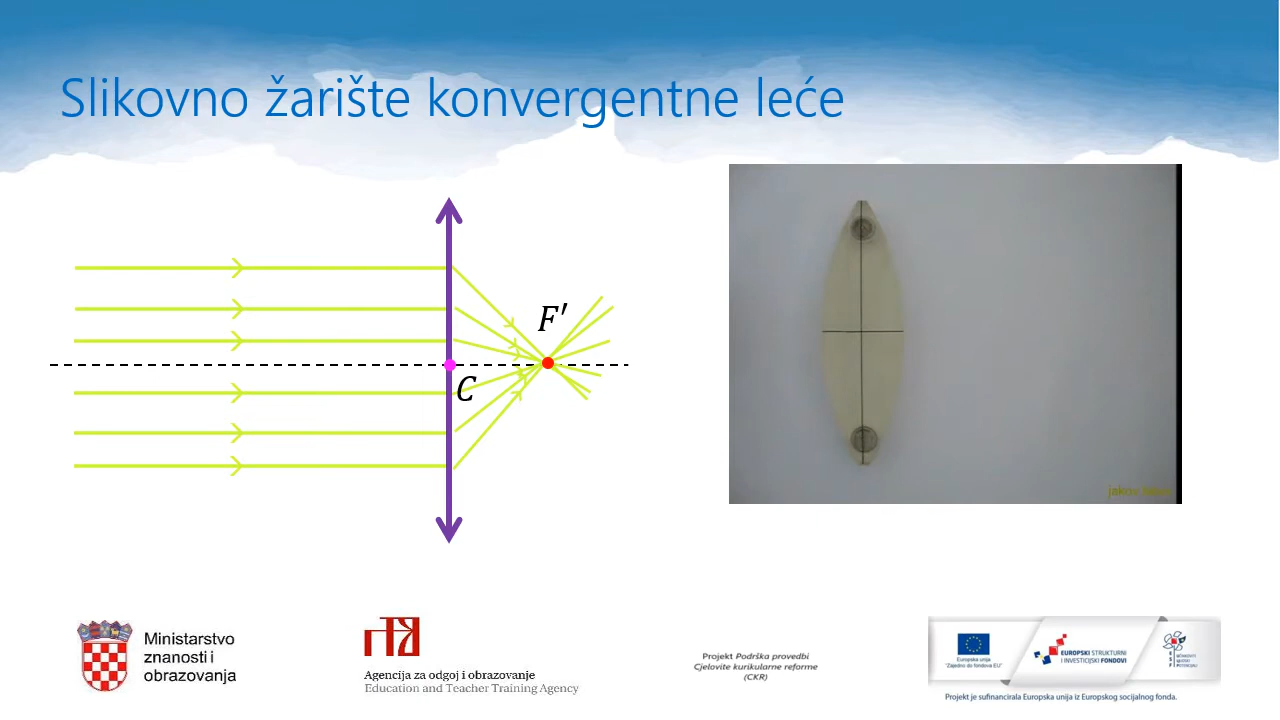 Slikovno žarište konvergentne leće
F′
C
jakov
Ministarstvo
znanosti i
obrazovanja
Agencija za odgoj i obrazovanje
Education and Teacher Training Agency
Projekt Podrška provedbi
Cjelovite kurikularne reforme
(CKR)
Europska unija
"Zajedno do fondova EU"
EUROPSKI STRUKTURNI
I INVESTICIJSKI FONDOVI
Projekt je sufinancirala Europska unija iz Europskog socijalnog fonda.